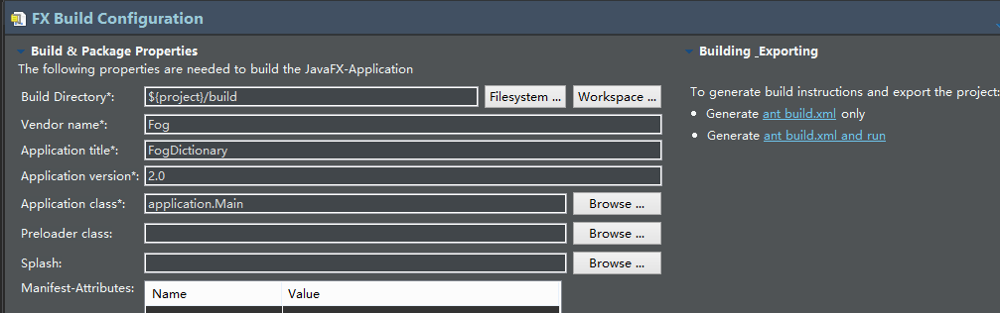 FX Build Configuration
Build & Package Properties
The following properties are needed to build the JavaFX-Application
Build Directory*: ${project}/build Filesystem ... Workspace ...
Vendor name*: Fog
Application title*: FogDictionary
Application version*: 2.0
Application class*: application.Main Browse ...
Preloader class: Browse ...
Splash: Browse ...
Manifest-Attributes: Name Value
Building _Exporting
To generate build instructions and export the project:
• Generate ant build.xml only
• Generate ant build.xml and run